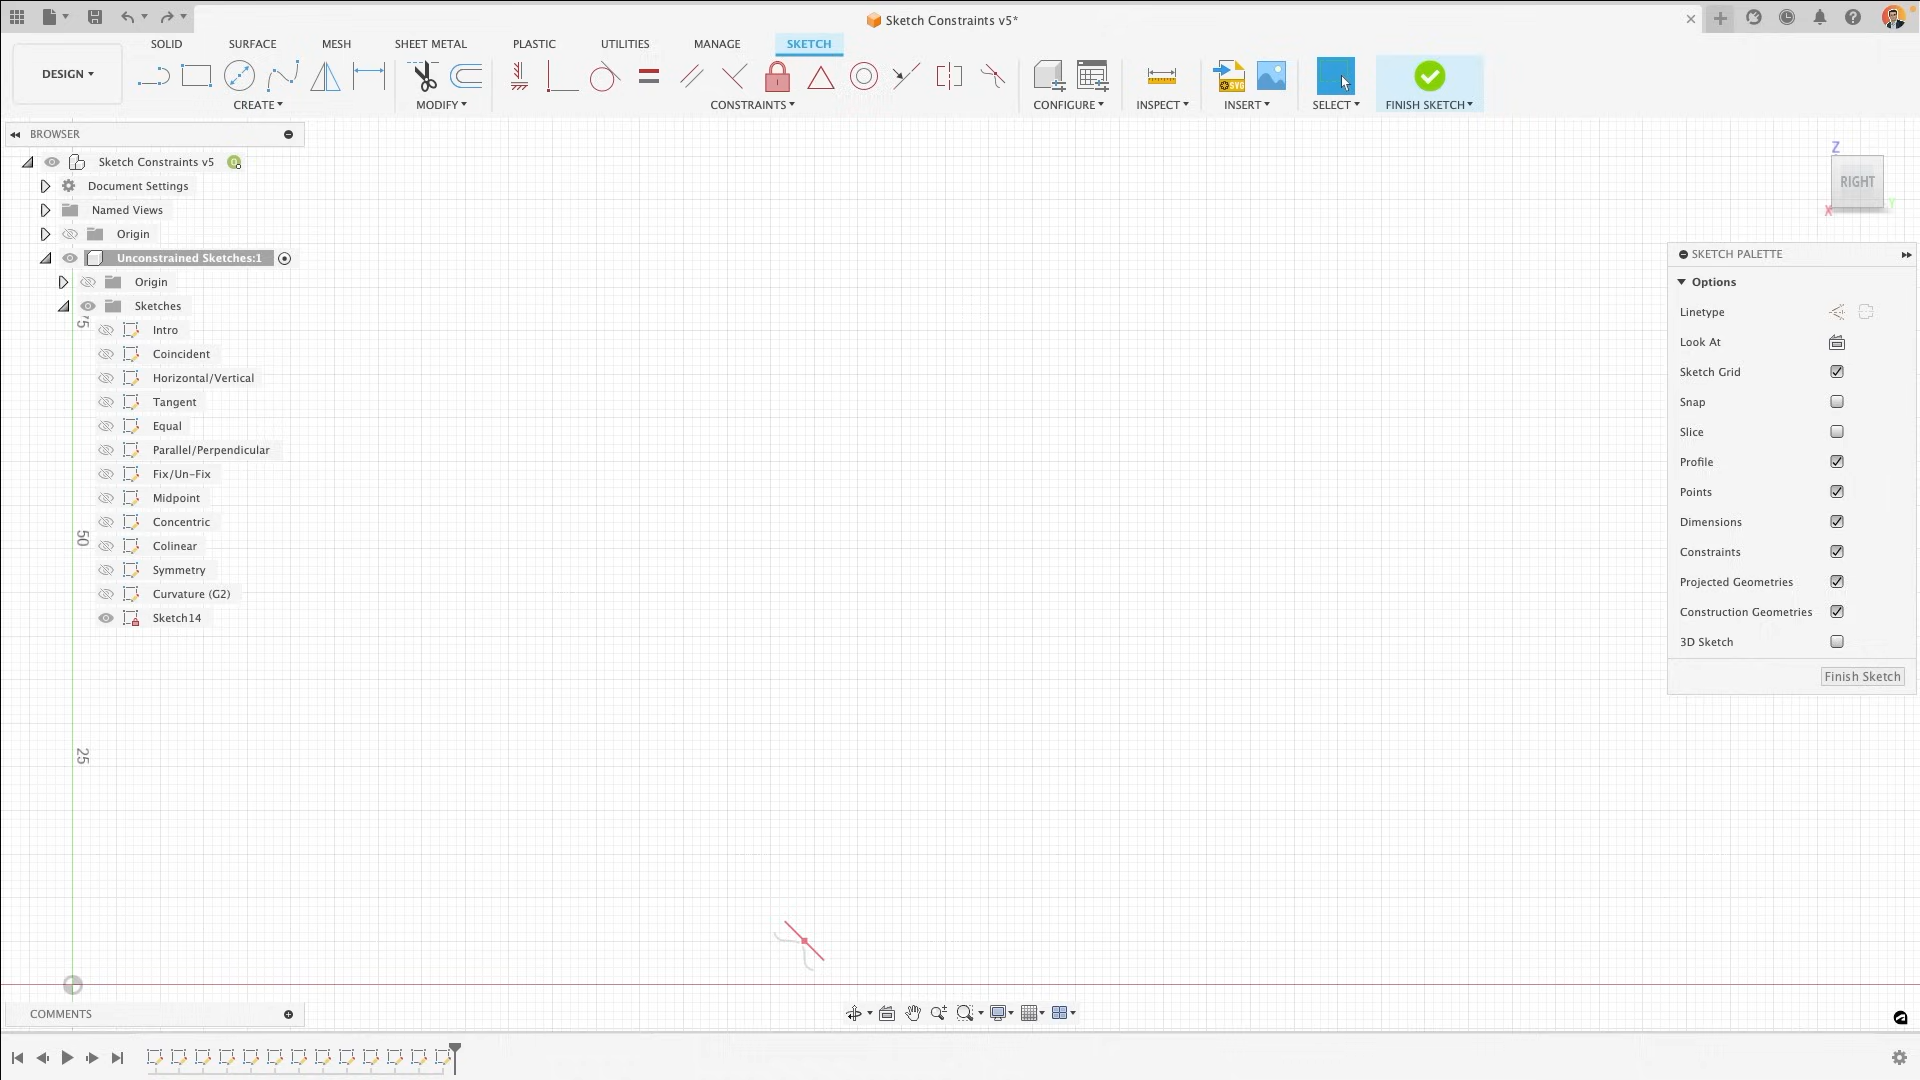 Sketch Constraints v5*
SOLID SURFACE MESH SHEET METAL PLASTIC UTILITIES MANAGE SKETCH
DESIGN
CREATE MODIFY CONSTRAINTS CONFIGURE INSPECT INSERT SELECT FINISH SKETCH
SVG
BROWSER
Sketch Constraints v5
Document Settings
Named Views
Origin
Unconstrained Sketches:1
Origin
Sketches
Intro
Coincident
Horizontal/Vertical
Tangent
Equal
Parallel/Perpendicular
Fix/Un-Fix
Midpoint
Concentric
Colinear
Symmetry
Curvature (G2)
Sketch14
50
25
Z
RIGHT
X
Y
SKETCH PALETTE
Options
Linetype
Look At
Sketch Grid
Snap
Slice
Profile
Points
Dimensions
Constraints
Projected Geometries
Construction Geometries
3D Sketch
Finish Sketch
COMMENTS